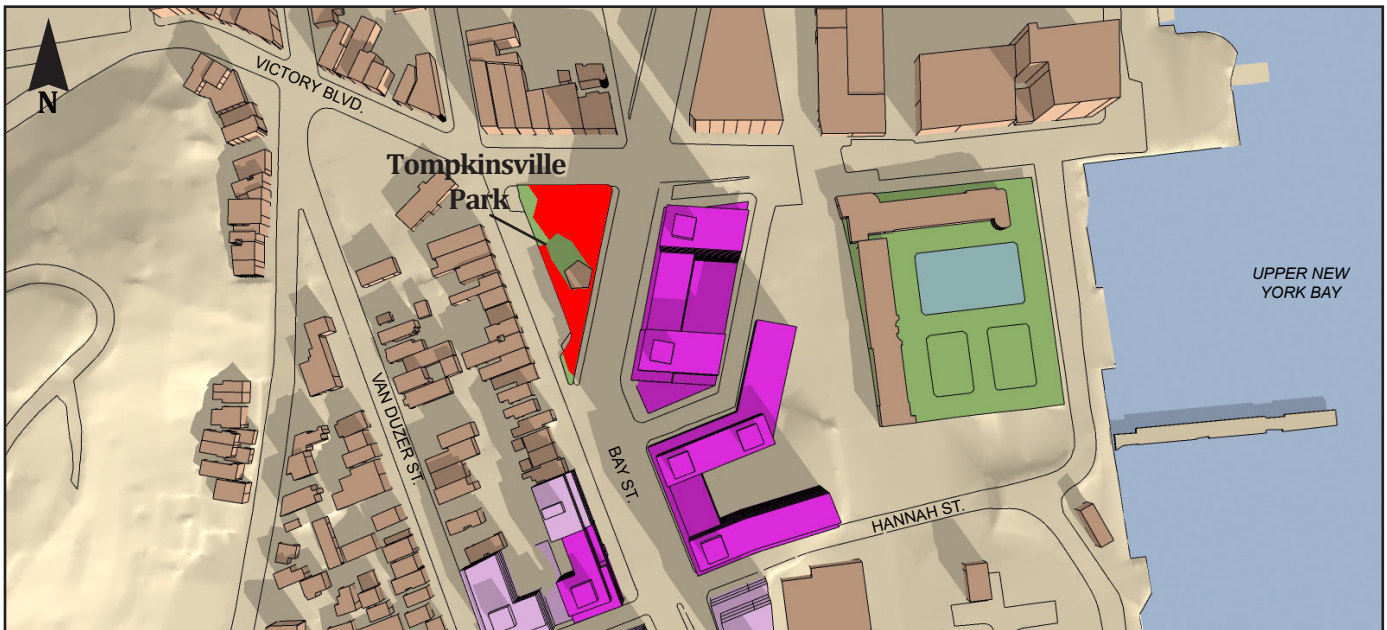 N
VICTORY BLVD.
Tompkinsville
Park
UPPER NEW
YORK BAY
VAN DUZER ST.
BAY ST.
HANNAH ST.